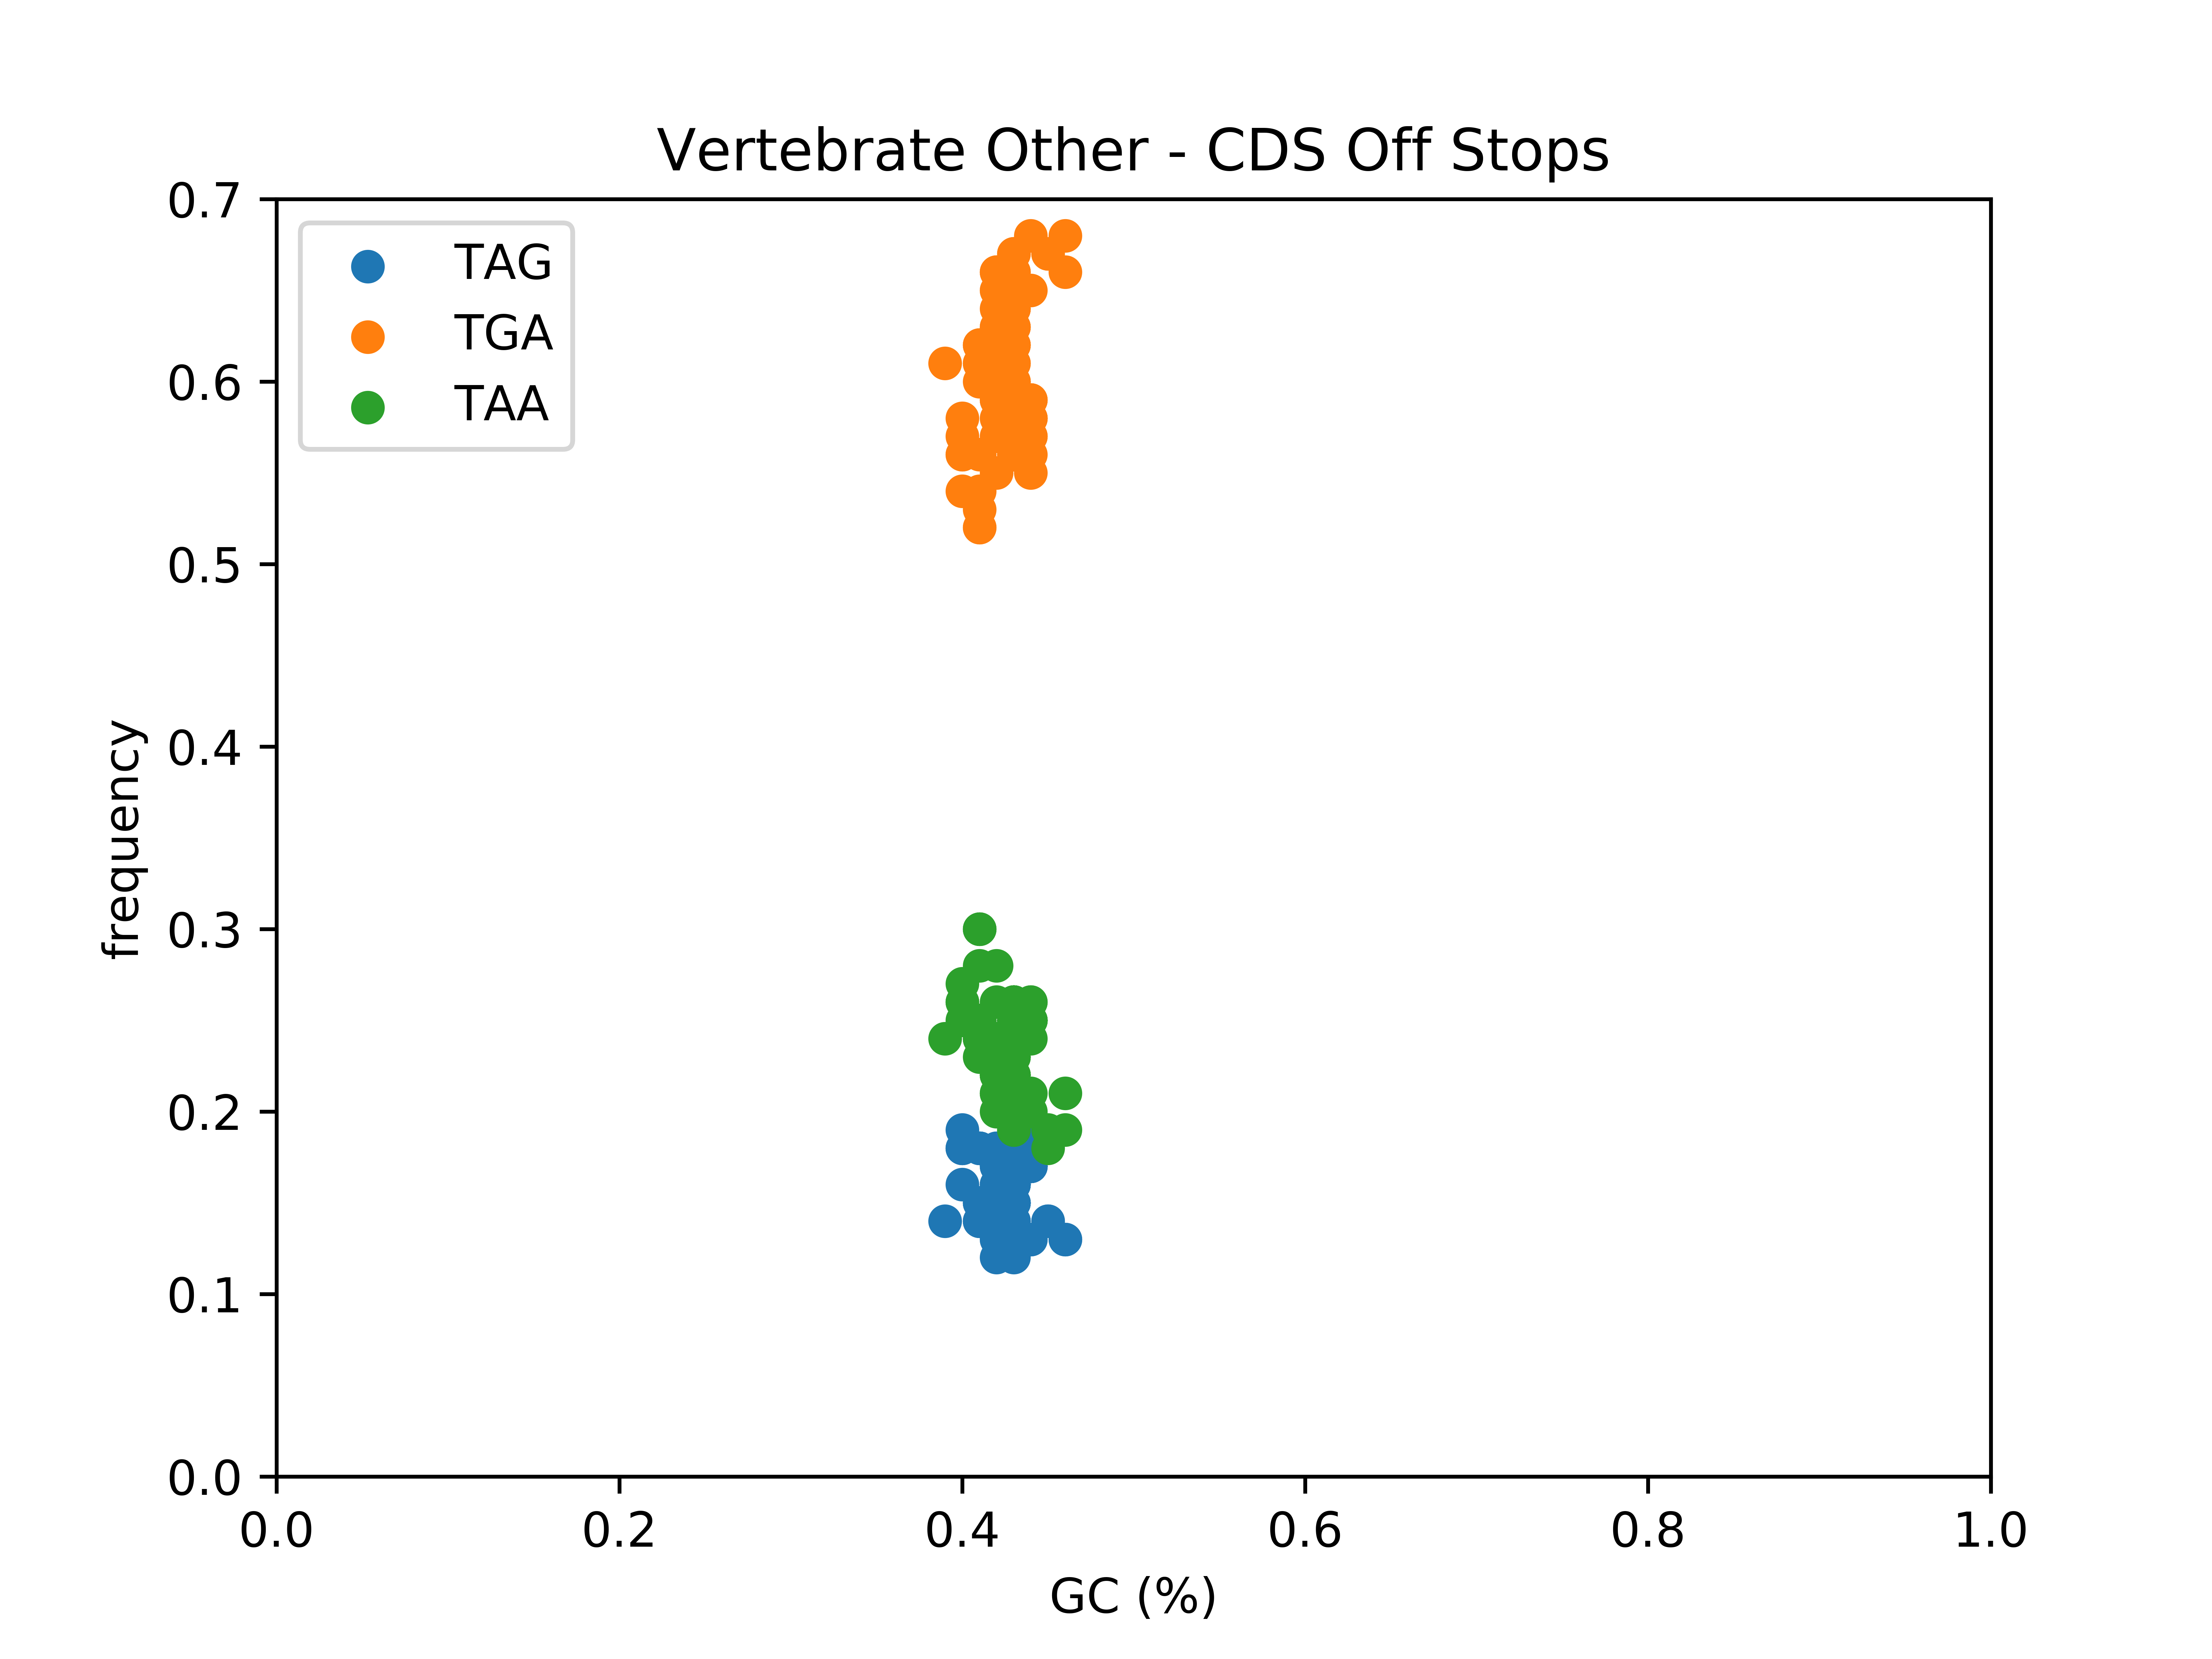 Vertebrate Other - CDS Off Stops
TAG
TGA
TAA
0.7
0.6
0.5
0.4
0.3
0.2
0.1
0.0
frequency
0.0 0.2 0.4 0.6 0.8 1.0
GC (%)